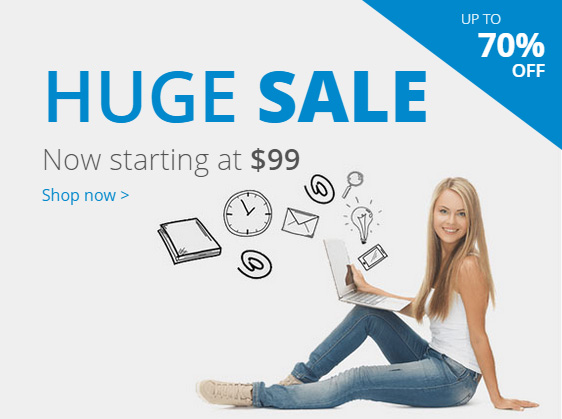 UP TO
70%
OFF
HUGE SALE
Now starting at $99
Shop now >